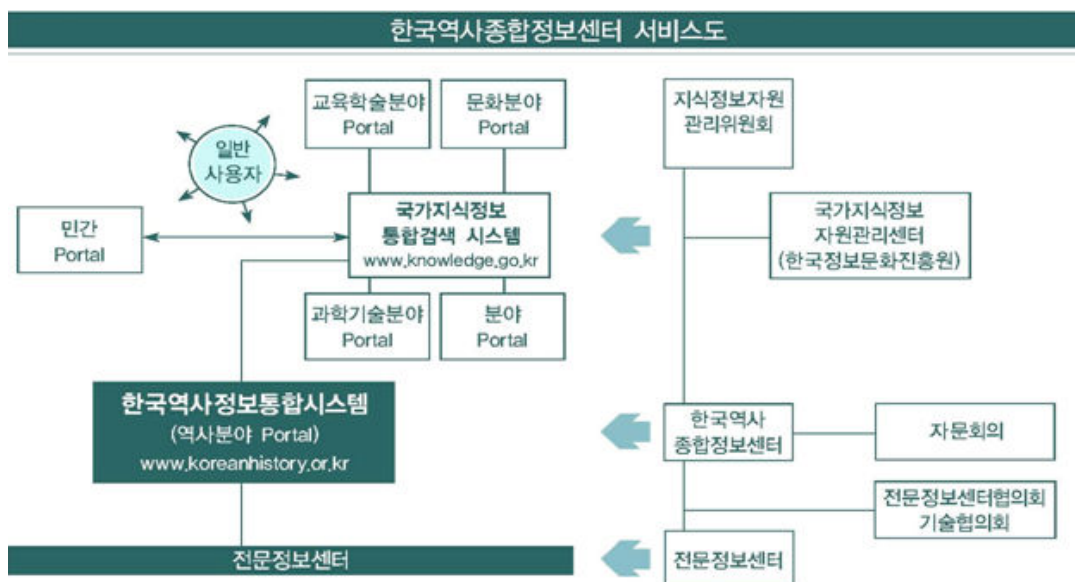 한국역사종합정보센터 서비스도
교육학술분야
Portal
문화분야
Portal
일반
사용자
민간
Portal
국가지식정보
통합검색 시스템
www.knowledge.go.kr
과학기술분야
Portal
분야
Portal
한국역사정보통합시스템
(역사분야 Portal)
www.koreanhistory.or.kr
전문정보센터
지식정보자원
관리위원회
국가지식정보
자원관리센터
(한국정보문화진흥원)
한국역사
종합정보센터
자문회의
전문정보센터협의회
기술협의회
전문정보센터